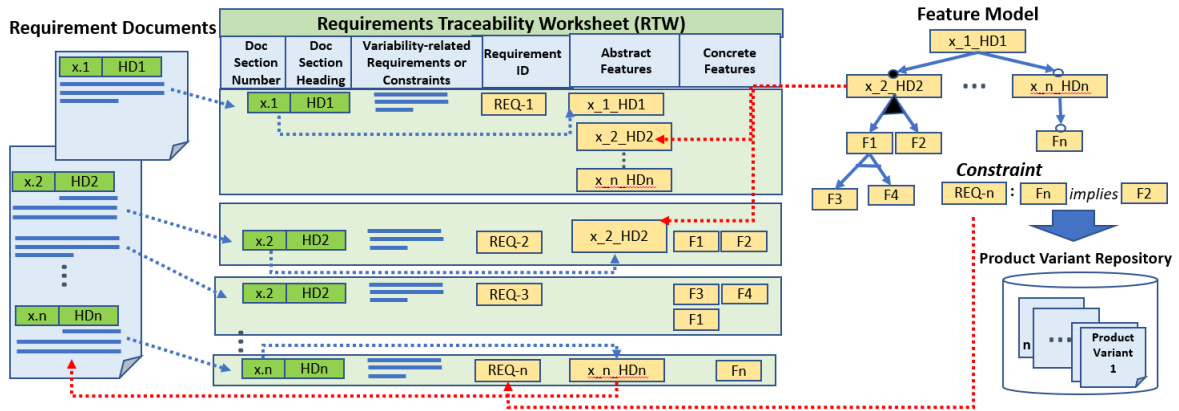 Requirement Documents
x.1 HD1
x.2 HD2
x.n HDn
Requirements Traceability Worksheet (RTW)
Doc Section Number
Doc Section Heading
Variability-related Requirements or Constraints
Requirement ID
Abstract Features
Concrete Features
x.1 HD1 REQ-1 x_1_HD1
x_2_HD2
x_n_HDn
x.2 HD2 REQ-2 x_2_HD2 F1 F2
x.2 HD2 REQ-3 F3 F4
F1
x.n HDn REQ-n x_n_HDn Fn
Feature Model
x_1_HD1
x_2_HD2 ... x_n_HDn
F1 F2 Fn
F3 F4
Constraint
REQ-n : Fn implies F2
Product Variant Repository
n ... Product Variant 1